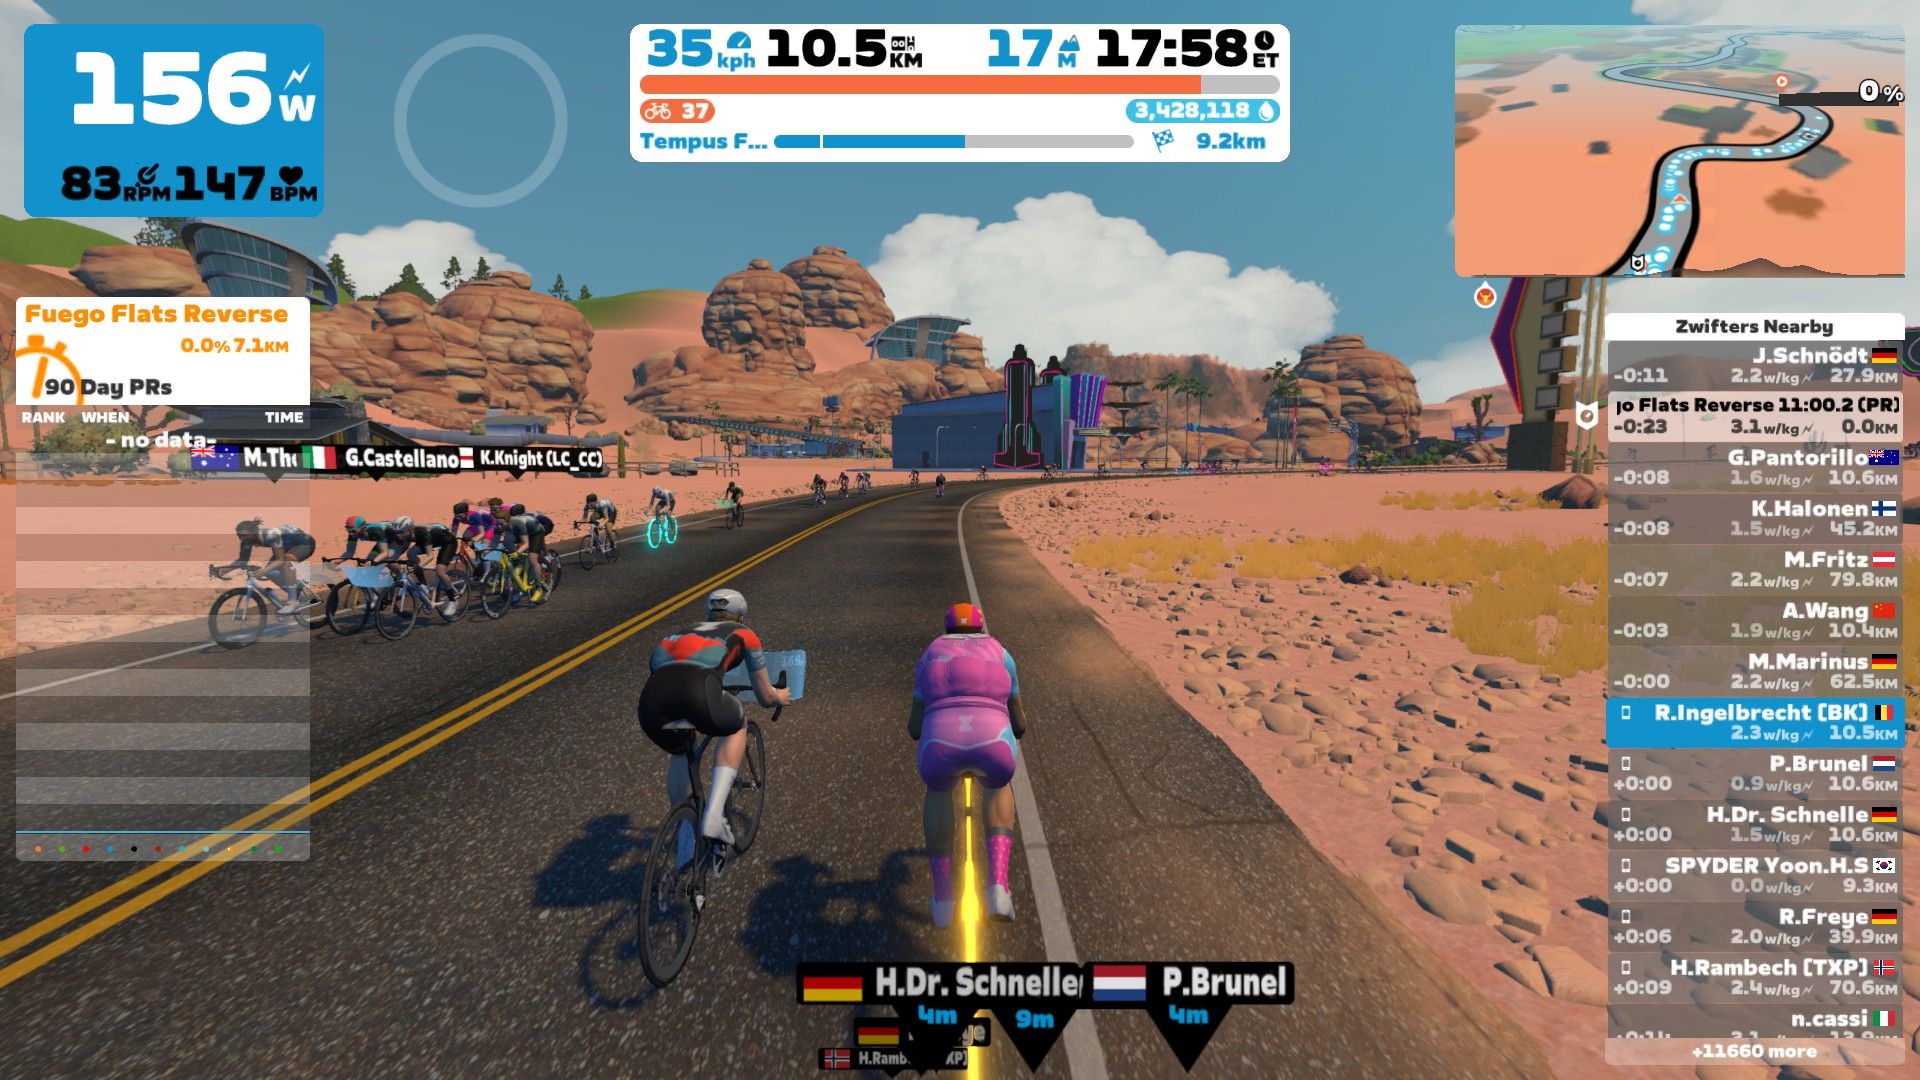 156 W
83 RPM 147 BPM
35 kph 10.5 KM 17 M 17:58 ET
37 3,428,118
Tempus F... 9.2km
0 %
Fuego Flats Reverse
0.0% 7.1KM
90 Day PRs
RANK WHEN TIME
- no data-
M.Th
G.Castellano
K.Knight (LC_CC)
Zwifters Nearby
J.Schnödt
-0:11 2.2w/kg 27.9KM
Flats Reverse 11:00.2 (PR)
-0:23 3.1w/kg 0.0KM
G.Pantorillo
-0:08 1.6w/kg 10.6KM
K.Halonen
-0:08 1.5w/kg 45.2KM
M.Fritz
-0:07 2.2w/kg 79.8KM
A.Wang
-0:03 1.9w/kg 10.4KM
M.Marinus
-0:00 2.2w/kg 62.5KM
R.Ingelbrecht (BK)
2.3w/kg 10.5KM
P.Brunel
+0:00 0.9w/kg 10.6KM
H.Dr. Schnelle
+0:00 1.5w/kg 10.6KM
SPYDER Yoon.H.S
+0:00 0.0w/kg 9.3KM
R.Freye
+0:06 2.0w/kg 39.9KM
H.Rambech (TXP)
+0:09 2.4w/kg 70.6KM
n.cassi
+11660 more
Z
H.Dr. Schnelle P.Brunel
4m 9m 4m
H.Ramb XP)